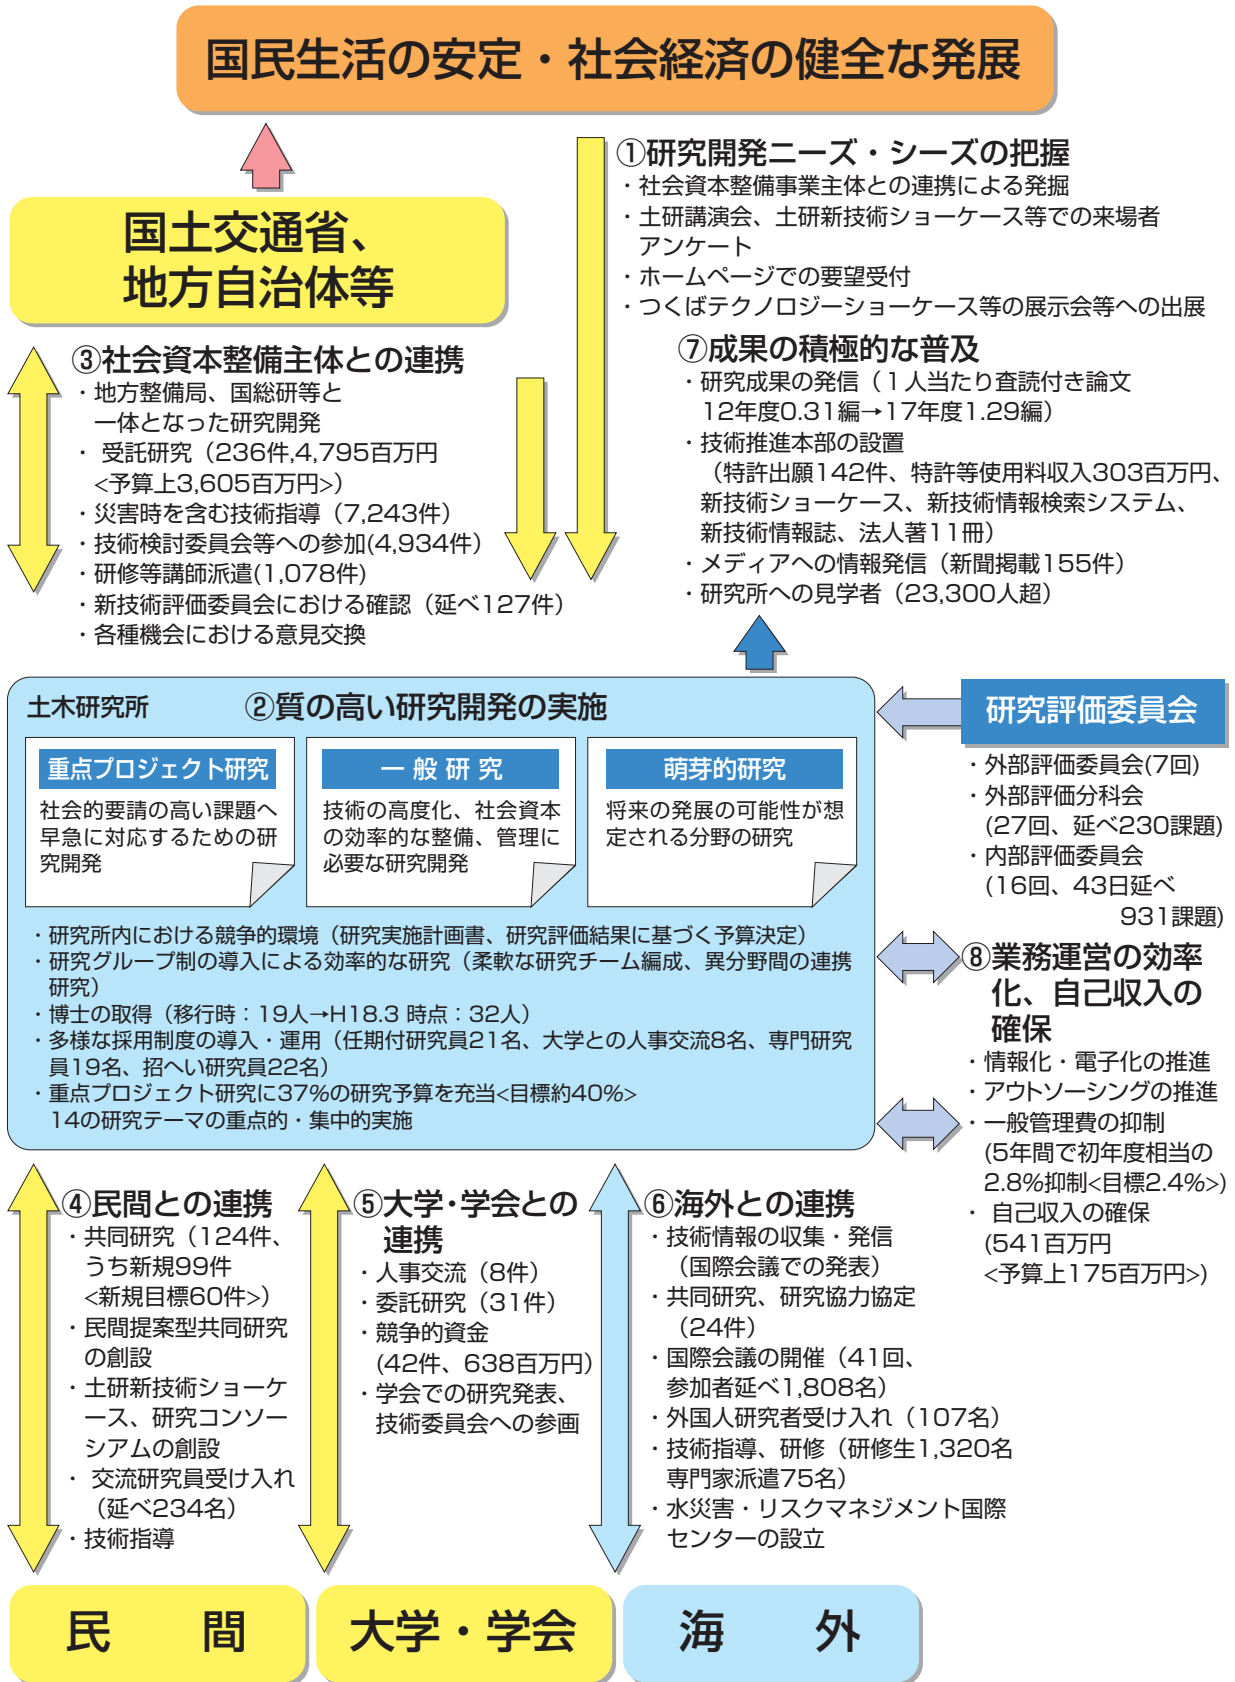 国民生活の安定・社会経済の健全な発展
国土交通省、
地方自治体等
①研究開発ニーズ・シーズの把握
・社会資本整備事業主体との連携による発掘
・土研講演会、土研新技術ショーケース等での来場者
アンケート
・ホームページでの要望受付
・つくばテクノロジーショーケース等の展示会等への出展
③社会資本整備主体との連携
・地方整備局、国総研等と
一体となった研究開発
・ 受託研究（236件,4,795百万円
<予算上3,605百万円>）
・災害時を含む技術指導（7,243件）
・技術検討委員会等への参加(4,934件）
・研修等講師派遣(1,078件)
・新技術評価委員会における確認（延べ127件）
・各種機会における意見交換
⑦成果の積極的な普及
・研究成果の発信（１人当たり査読付き論文
12年度0.31編→17年度1.29編）
・技術推進本部の設置
（特許出願142件、特許等使用料収入303百万円、
新技術ショーケース、新技術情報検索システム、
新技術情報誌、法人著11冊）
・メディアへの情報発信（新聞掲載155件）
・研究所への見学者（23,300人超）
土木研究所
②質の高い研究開発の実施
重点プロジェクト研究
社会的要請の高い課題へ
早急に対応するための研
究開発
一 般 研 究
技術の高度化、社会資本
の効率的な整備、管理に
必要な研究開発
萌芽的研究
将来の発展の可能性が想
定される分野の研究
・研究所内における競争的環境（研究実施計画書、研究評価結果に基づく予算決定）
・研究グループ制の導入による効率的な研究（柔軟な研究チーム編成、異分野間の連携
研究）
・博士の取得（移行時：19人→H18.3 時点：32人）
・多様な採用制度の導入・運用（任期付研究員21名、大学との人事交流8名、専門研究
員19名、招へい研究員22名）
・重点プロジェクト研究に37%の研究予算を充当<目標約40%>
14の研究テーマの重点的・集中的実施
研究評価委員会
・外部評価委員会(7回)
・外部評価分科会
(27回、延べ230課題)
・内部評価委員会
(16回、43日延べ
931課題)
⑧業務運営の効率
化、自己収入の
確保
・情報化・電子化の推進
・アウトソーシングの推進
・一般管理費の抑制
(5年間で初年度相当の
2.8%抑制<目標2.4%>)
・ 自己収入の確保
(541百万円
<予算上175百万円>)
④民間との連携
・共同研究（124件、
うち新規99件
<新規目標60件>）
・民間提案型共同研究
の創設
・土研新技術ショーケ
ース、研究コンソー
シアムの創設
・ 交流研究員受け入れ
（延べ234名）
・技術指導
⑤大学･学会との
連携
・人事交流（8件）
・委託研究（31件）
・競争的資金
(42件、638百万円）
・学会での研究発表、
技術委員会への参画
⑥海外との連携
・技術情報の収集・発信
（国際会議での発表）
・共同研究、研究協力協定
（24件）
・国際会議の開催（41回、
参加者延べ1,808名）
・外国人研究者受け入れ（107名）
・技術指導、研修（研修生1,320名
専門家派遣75名）
・水災害・リスクマネジメント国際
センターの設立
民　間
大学・学会
海　外